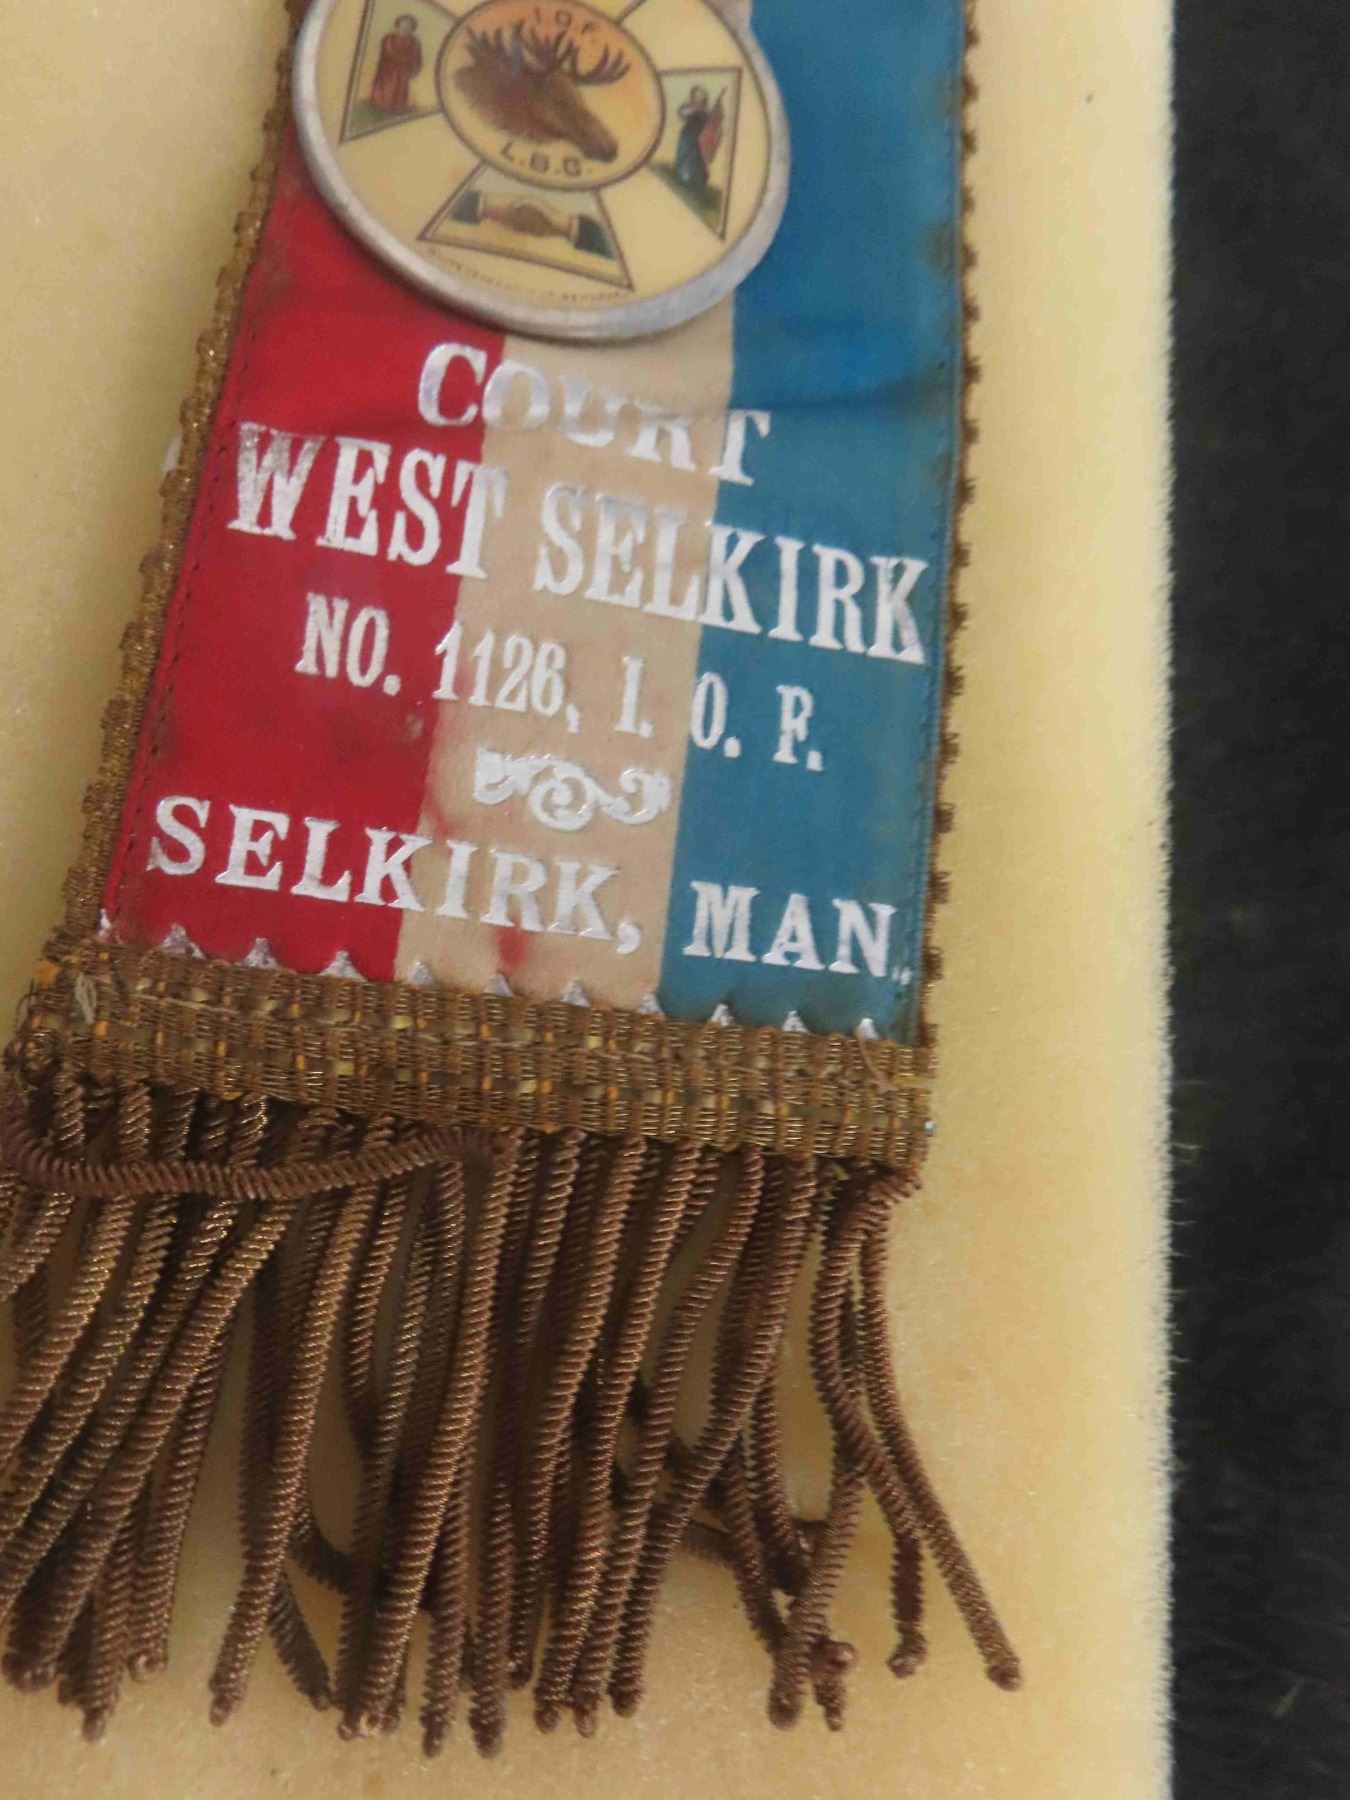 I.O.F.
L.B.C.
COURT
WEST SELKIRK
NO. 1126, I. O. F.
SELKIRK, MAN.